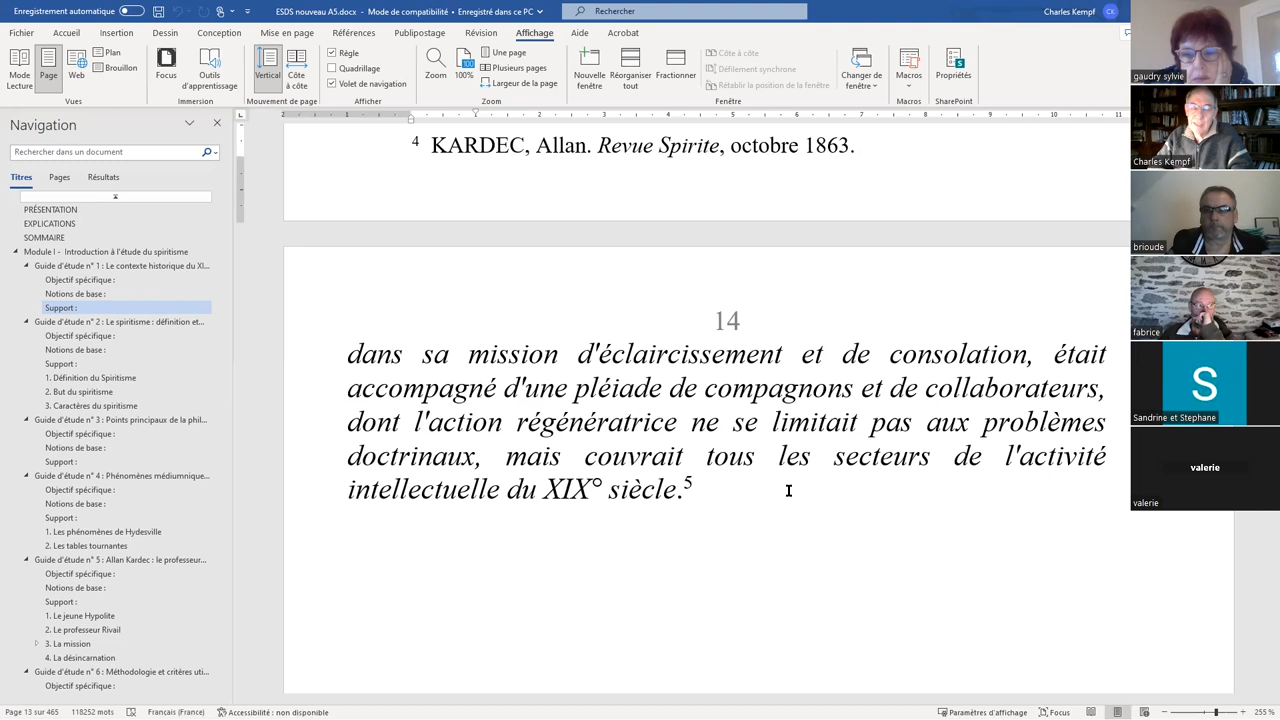 Enregistrement automatique
ESDS nouveau A5.docx • Mode de compatibilité • Enregistré dans ce PC
Rechercher
Charles Kempf
CK
Fichier
Accueil
Insertion
Dessin
Conception
Mise en page
Références
Publipostage
Révision
Affichage
Aide
Acrobat
Mode Lecture
Page
Web
Plan
Brouillon
Focus
Outils d'apprentissage
Vertical
Côte à côte
Règle
Quadrillage
Volet de navigation
Zoom
100%
Une page
Plusieurs pages
Largeur de la page
Nouvelle fenêtre
Réorganiser tout
Fractionner
Côte à côte
Défilement synchrone
Rétablir la position de la fenêtre
Changer de fenêtre
Macros
Propriétés
Vues
Immersion
Mouvement de page
Afficher
Zoom
Fenêtre
Macros
SharePoint
Navigation
Rechercher dans un document
Titres
Pages
Résultats
PRÉSENTATION
EXPLICATIONS
SOMMAIRE
Module I - Introduction à l'étude du spiritisme
Guide d'étude n° 1 : Le contexte historique du XI...
Objectif spécifique :
Notions de base :
Support :
Guide d'étude n° 2 : Le spiritisme : définition et...
Objectif spécifique :
Notions de base :
Support :
1. Définition du Spiritisme
2. But du spiritisme
3. Caractères du spiritisme
Guide d'étude n° 3 : Points principaux de la phil...
Objectif spécifique :
Notions de base :
Support :
Guide d'étude n° 4 : Phénomènes médiumnique...
Objectif spécifique :
Notions de base :
Support :
1. Les phénomènes de Hydesville
2. Les tables tournantes
Guide d'étude n° 5 : Allan Kardec : le professeur...
Objectif spécifique :
Notions de base :
Support :
1. Le jeune Hypolite
2. Le professeur Rivail
3. La mission
4. La désincarnation
Guide d'étude n° 6 : Méthodologie et critères uti...
Objectif spécifique :
4 KARDEC, Allan. Revue Spirite, octobre 1863.
14
dans sa mission d'éclaircissement et de consolation, était
accompagné d'une pléiade de compagnons et de collaborateurs,
dont l'action régénératrice ne se limitait pas aux problèmes
doctrinaux, mais couvrait tous les secteurs de l'activité
intellectuelle du XIX° siècle.5
gaudry sylvie
Charles Kempf
brioude
fabrice
S
Sandrine et Stephane
valerie
valerie
Page 13 sur 465
118252 mots
Français (France)
Accessibilité : non disponible
Paramètres d'affichage
Focus
255 %